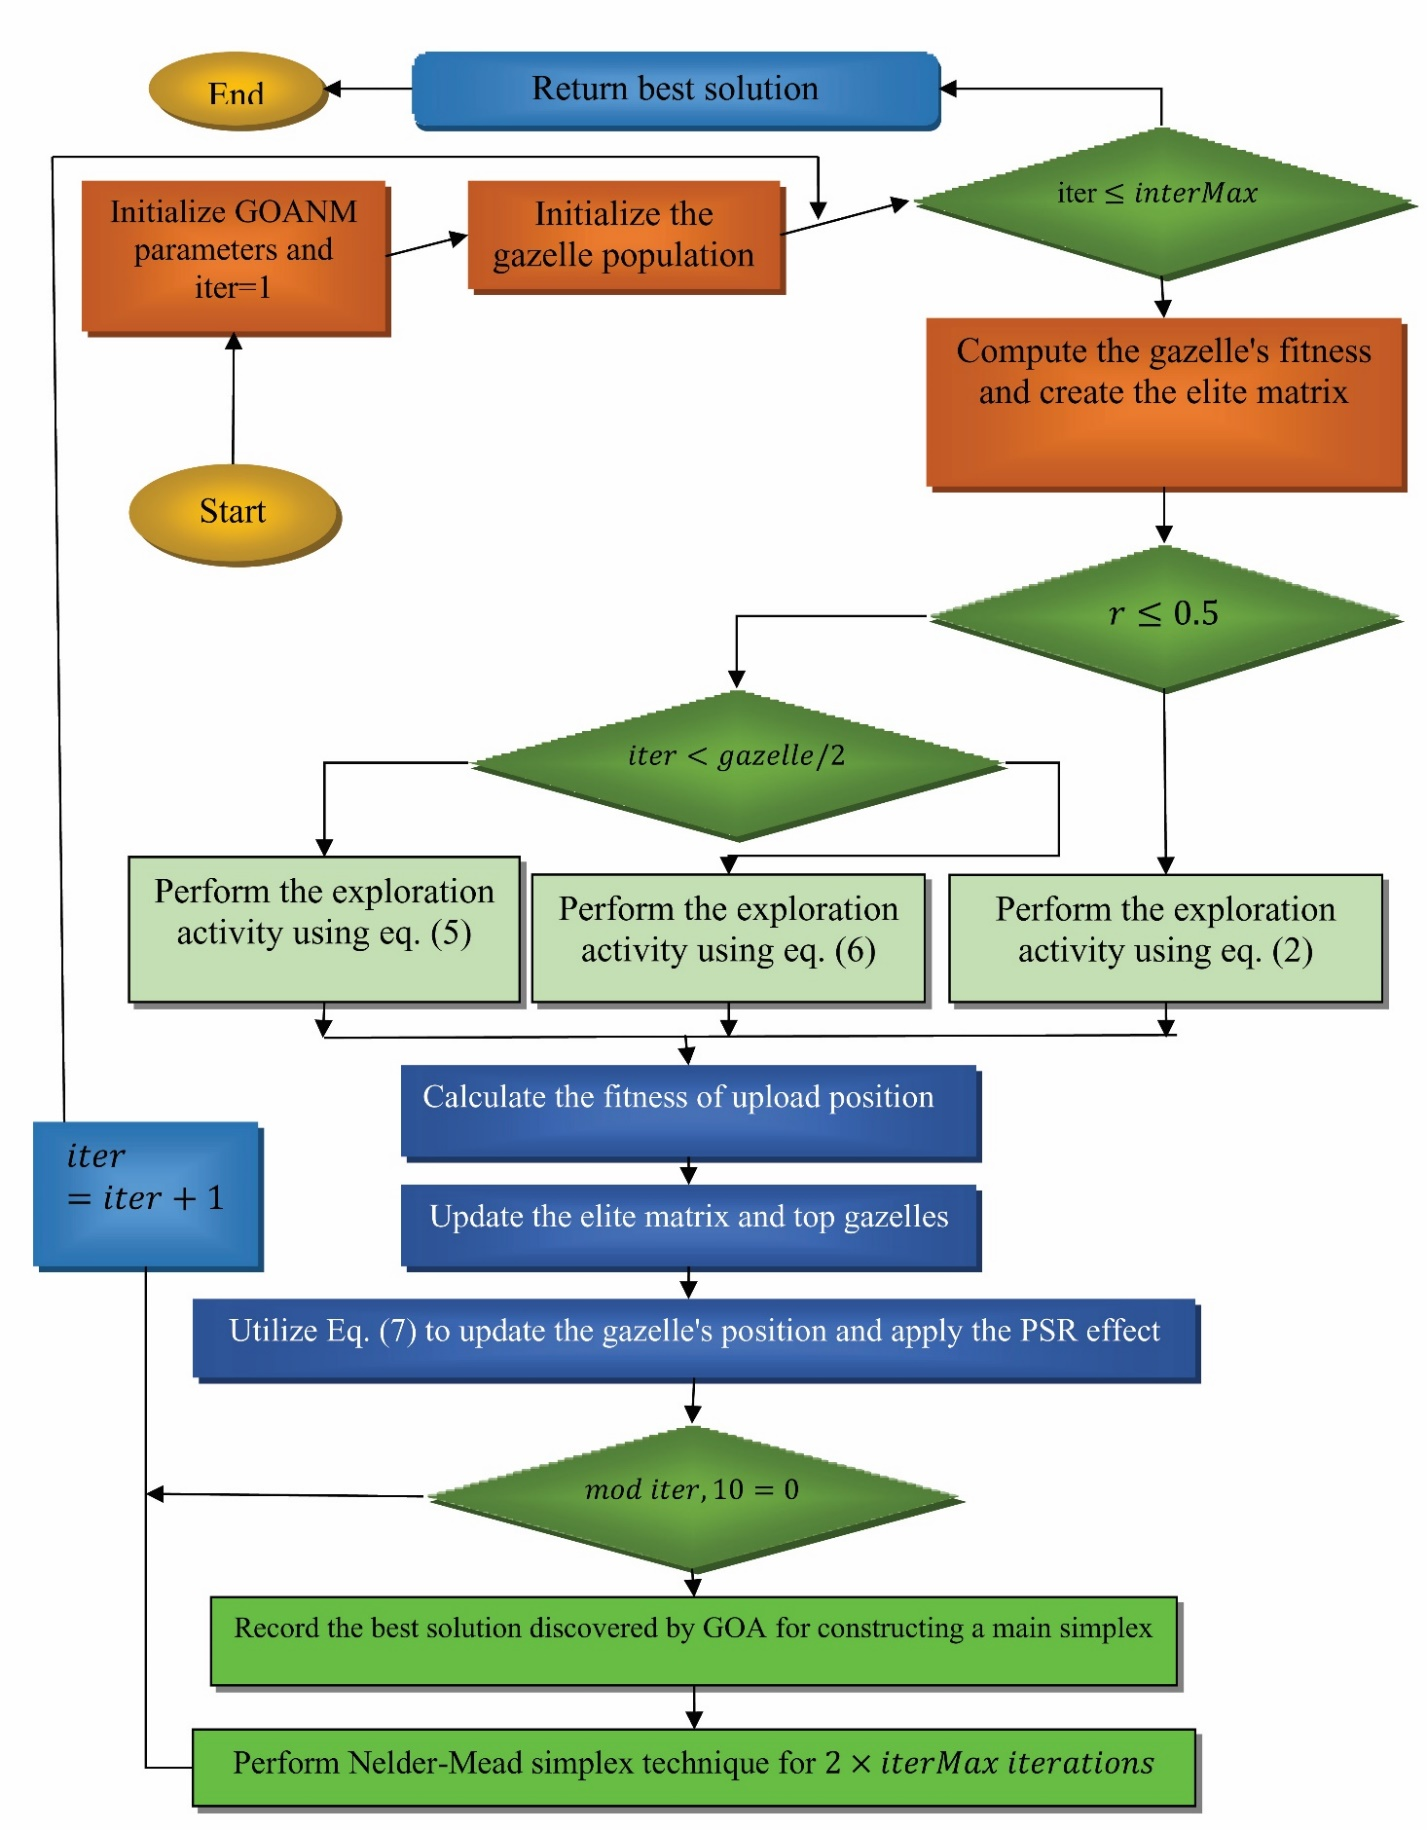 End
Return best solution
iter ≤ interMax
Initialize GOANM
parameters and
iter=1
Initialize the
gazelle population
Compute the gazelle's fitness
and create the elite matrix
Start
r ≤ 0.5
iter < gazelle/2
Perform the exploration
activity using eq. (5)
Perform the exploration
activity using eq. (6)
Perform the exploration
activity using eq. (2)
Calculate the fitness of upload position
iter
= iter + 1
Update the elite matrix and top gazelles
Utilize Eq. (7) to update the gazelle's position and apply the PSR effect
mod iter, 10 = 0
Record the best solution discovered by GOA for constructing a main simplex
Perform Nelder-Mead simplex technique for 2 × iterMax iterations